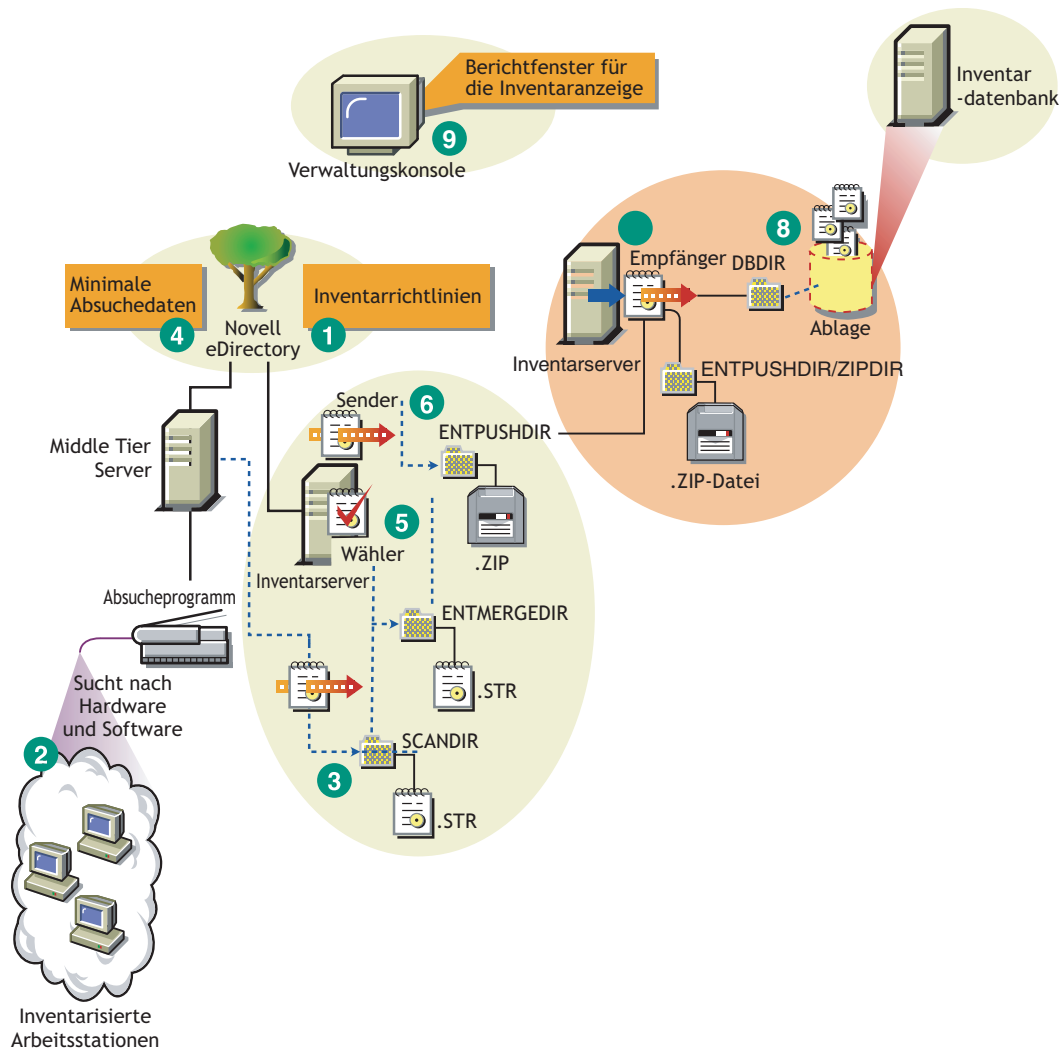 Berichtfenster für
die Inventaranzeige
9
Verwaltungskonsole
Inventar
-datenbank
Minimale
Absuchedaten
4
Novell
eDirectory
1
Inventarrichtlinien
8
Empfänger
DBDIR
Ablage
Inventarserver
ENTPUSHDIR/ZIPDIR
.ZIP-Datei
Middle Tier
Server
Sender
6
ENTPUSHDIR
.ZIP
5
Wähler
Inventarserver
Absucheprogramm
ENTMERGEDIR
.STR
Sucht nach
Hardware
und Software
SCANDIR
3
.STR
2
Inventarisierte
Arbeitsstationen